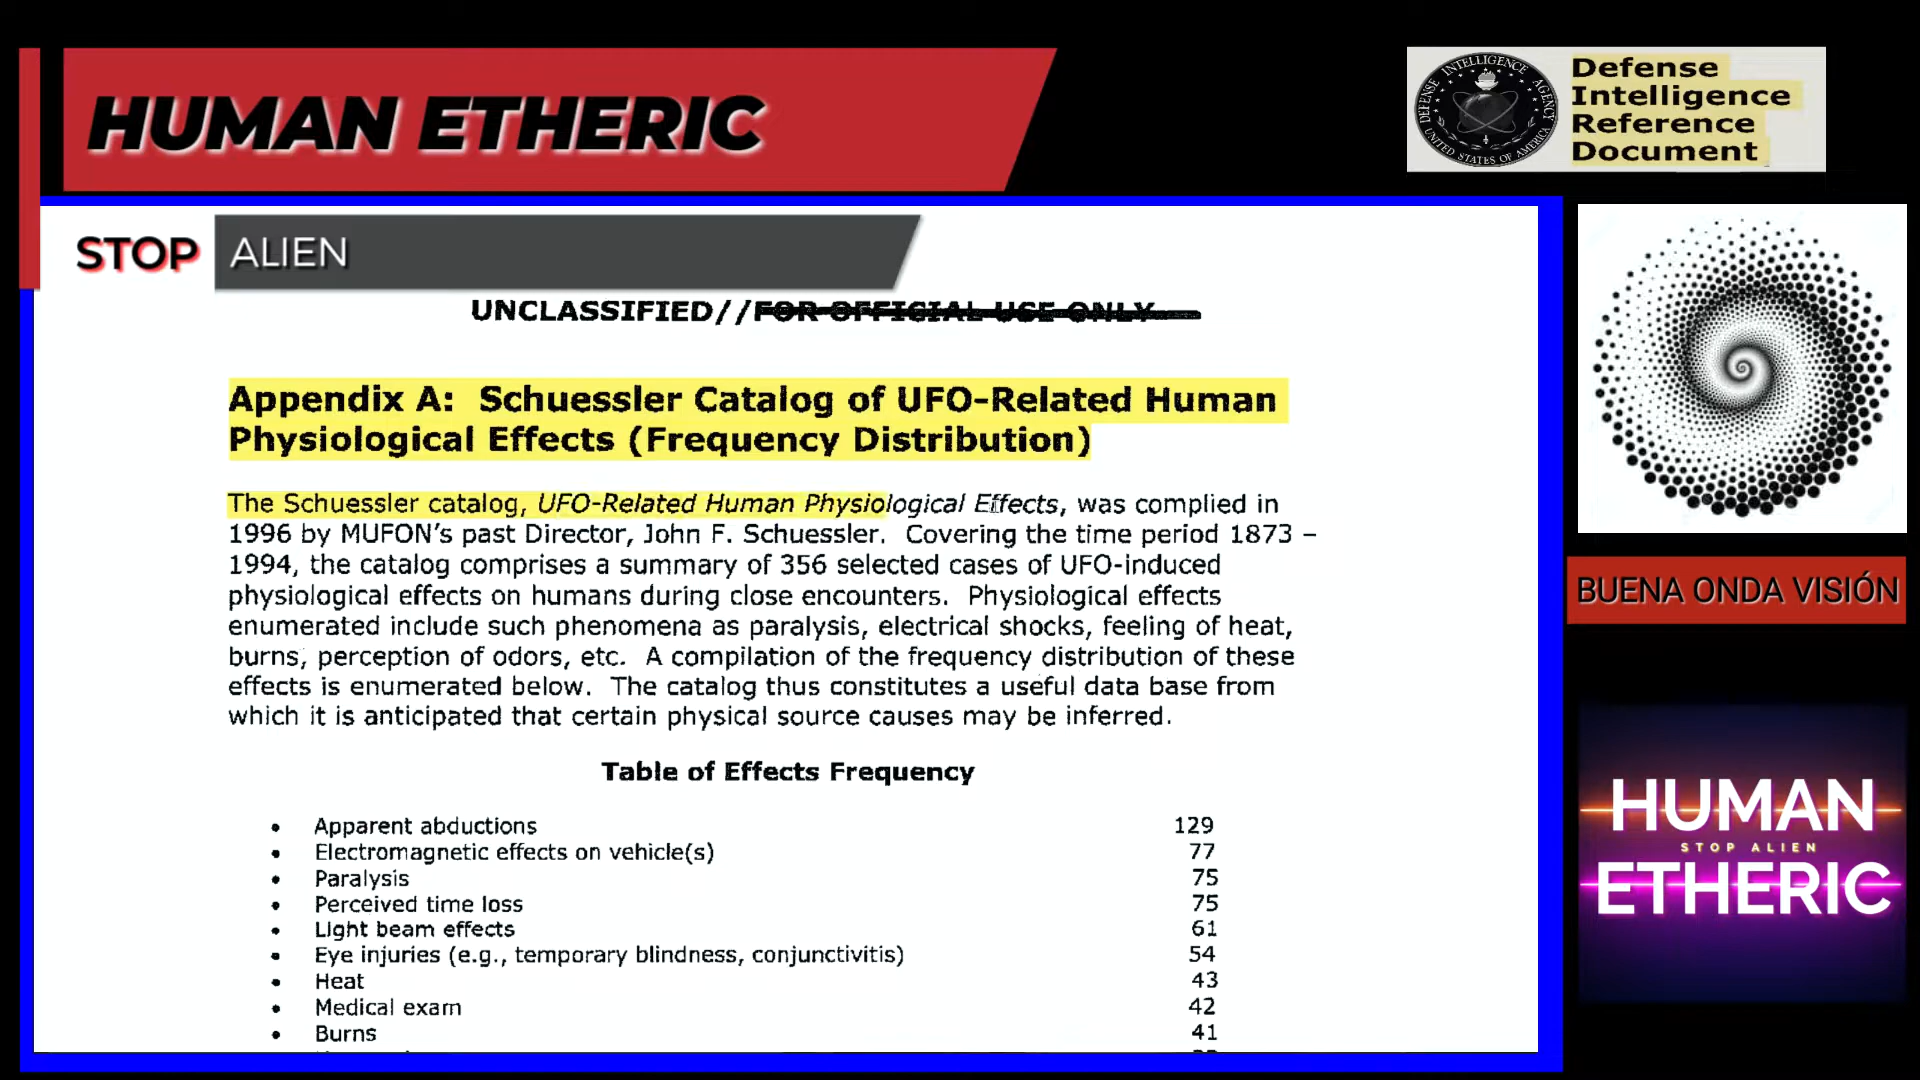 HUMAN ETHERIC
DEFENSE INTELLIGENCE AGENCY
UNITED STATES OF AMERICA
Defense
Intelligence
Reference
Document
STOP ALIEN
UNCLASSIFIED//FOR OFFICIAL USE ONLY
Appendix A: Schuessler Catalog of UFO-Related Human
Physiological Effects (Frequency Distribution)
The Schuessler catalog, UFO-Related Human Physiological Effects, was complied in
1996 by MUFON's past Director, John F. Schuessler. Covering the time period 1873 –
1994, the catalog comprises a summary of 356 selected cases of UFO-induced
physiological effects on humans during close encounters. Physiological effects
enumerated include such phenomena as paralysis, electrical shocks, feeling of heat,
burns, perception of odors, etc. A compilation of the frequency distribution of these
effects is enumerated below. The catalog thus constitutes a useful data base from
which it is anticipated that certain physical source causes may be inferred.
Table of Effects Frequency
• Apparent abductions 129
• Electromagnetic effects on vehicle(s) 77
• Paralysis 75
• Perceived time loss 75
• Light beam effects 61
• Eye injuries (e.g., temporary blindness, conjunctivitis) 54
• Heat 43
• Medical exam 42
• Burns 41
BUENA ONDA VISIÓN
HUMAN
STOP ALIEN
ETHERIC